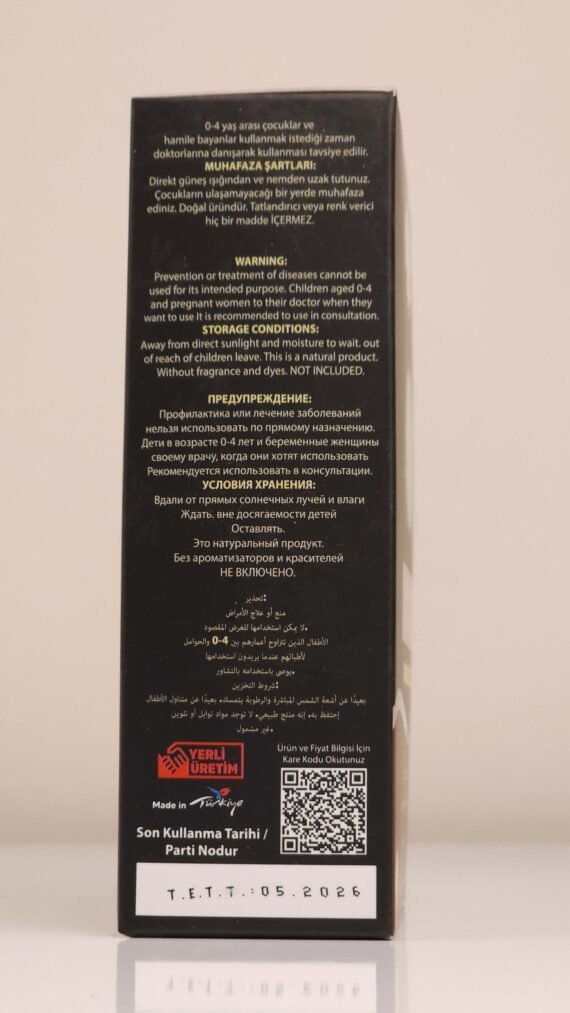 0-4 yaş arası çocuklar ve
hamile bayanlar kullanmak istediği zaman
doktorlarına danışarak kullanması tavsiye edilir.
MUHAFAZA ŞARTLARI:
Direkt güneş ışığından ve nemden uzak tutunuz.
Çocukların ulaşamayacağı bir yerde muhafaza
ediniz. Doğal üründür. Tatlandırıcı veya renk verici
hiç bir madde İÇERMEZ.
WARNING:
Prevention or treatment of diseases cannot be
used for its intended purpose. Children aged 0-4
and pregnant women to their doctor when they
want to use It is recommended to use in consultation.
STORAGE CONDITIONS:
Away from direct sunlight and moisture to wait. out
of reach of children leave. This is a natural product.
Without fragrance and dyes. NOT INCLUDED.
ПРЕДУПРЕЖДЕНИЕ:
Профилактика или лечение заболеваний
нельзя использовать по прямому назначению.
Дети в возрасте 0-4 лет и беременные женщины
своему врачу, когда они хотят использовать
Рекомендуется использовать в консультации.
УСЛОВИЯ ХРАНЕНИЯ:
Вдали от прямых солнечных лучей и влаги
Ждать. вне досягаемости детей
Оставлять.
Это натуральный продукт.
Без ароматизаторов и красителей
НЕ ВКЛЮЧЕНО.
تحذير:
منع أو علاج الأمراض
لا يمكن استخدامها للغرض المقصود.
الأطفال الذين تتراوح أعمارهم بين 4-0 والحوامل
لأطبائهم عندما يريدون استخدامها
يوصى باستخدامه بالتشاور.
شروط التخزين:
بعيدًا عن أشعة الشمس المباشرة والرطوبة يتمسك. بعيدًا عن متناول الأطفال
إحتفظ به. إنه منتج طبيعي. لا توجد مواد توابل أو تلوين
غير مشمول.
YERLİ
ÜRETİM
Made in Türkiye
Ürün ve Fiyat Bilgisi İçin
Kare Kodu Okutunuz
Son Kullanma Tarihi /
Parti Nodur
T.E.T.T.:05.2026